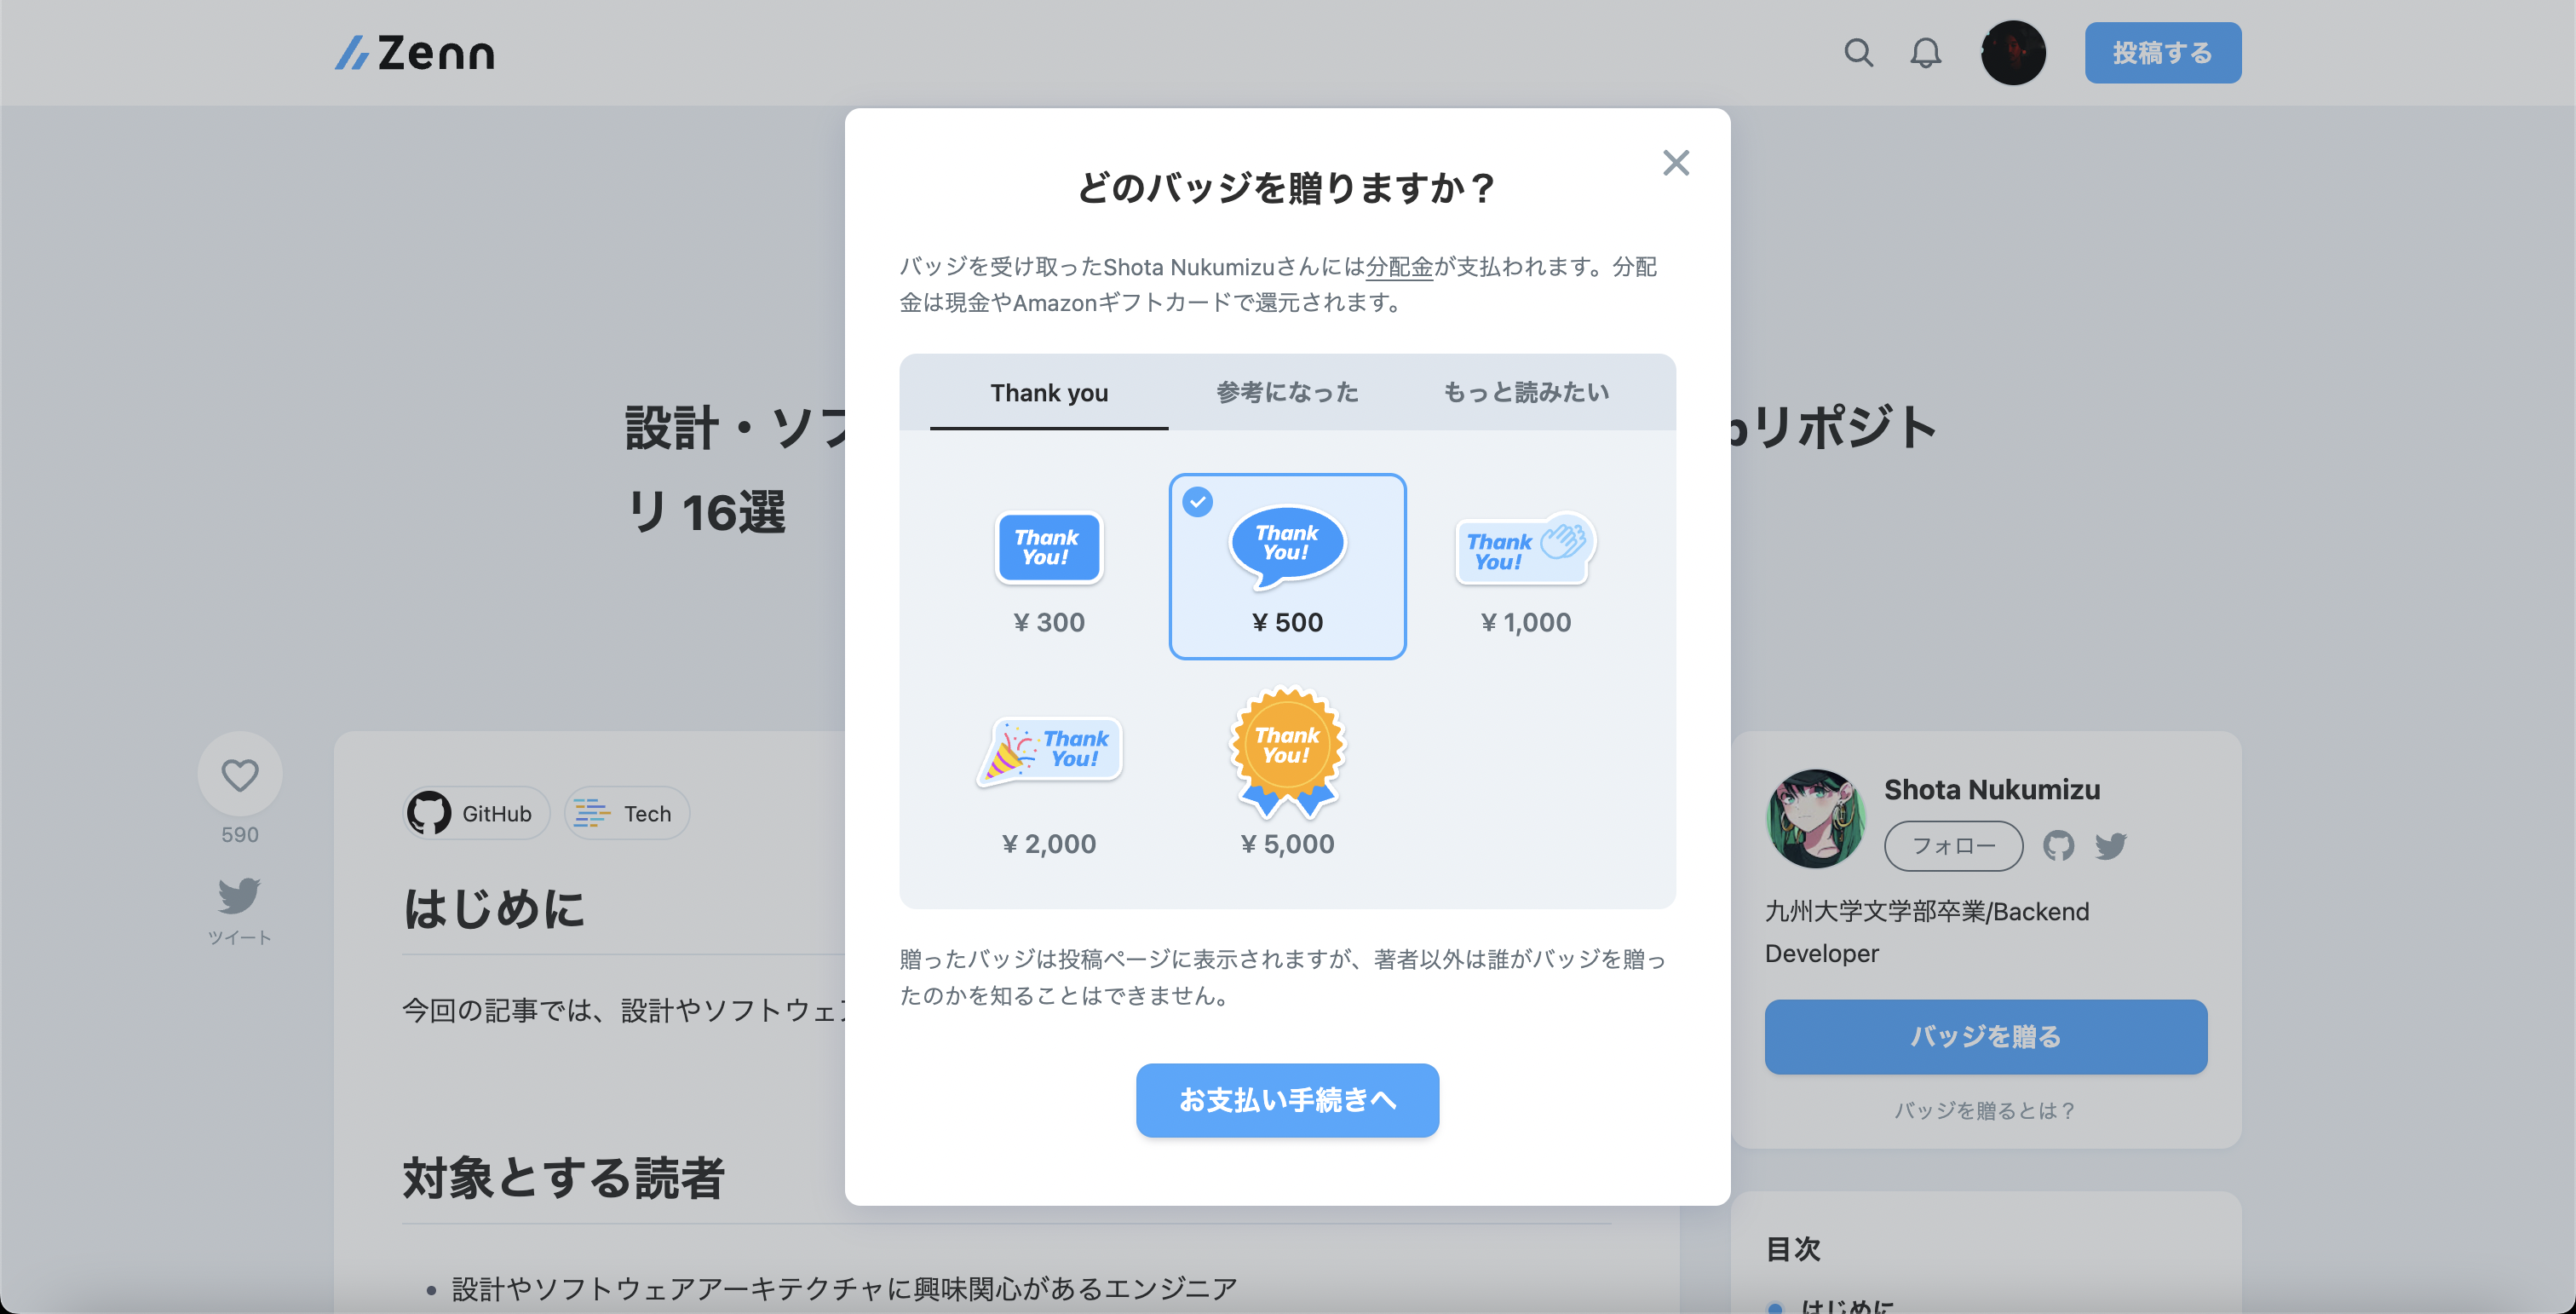 Zenn
投稿する
どのバッジを贈りますか？
バッジを受け取ったShota Nukumizuさんには分配金が支払われます。分配
金は現金やAmazonギフトカードで還元されます。
Thank you
参考になった
もっと読みたい
Thank
You!
¥ 300
Thank
You!
¥ 500
Thank
You!
¥ 1,000
Thank
You!
¥ 2,000
Thank
You!
¥ 5,000
贈ったバッジは投稿ページに表示されますが、著者以外は誰がバッジを贈っ
たのかを知ることはできません。
お支払い手続きへ
設計・ソフ
bリポジト
リ 16選
590
ツイート
GitHub
Tech
はじめに
今回の記事では、設計やソフトウェア
対象とする読者
• 設計やソフトウェアアーキテクチャに興味関心があるエンジニア
Shota Nukumizu
フォロー
九州大学文学部卒業/Backend
Developer
バッジを贈る
バッジを贈るとは？
目次
はじめに